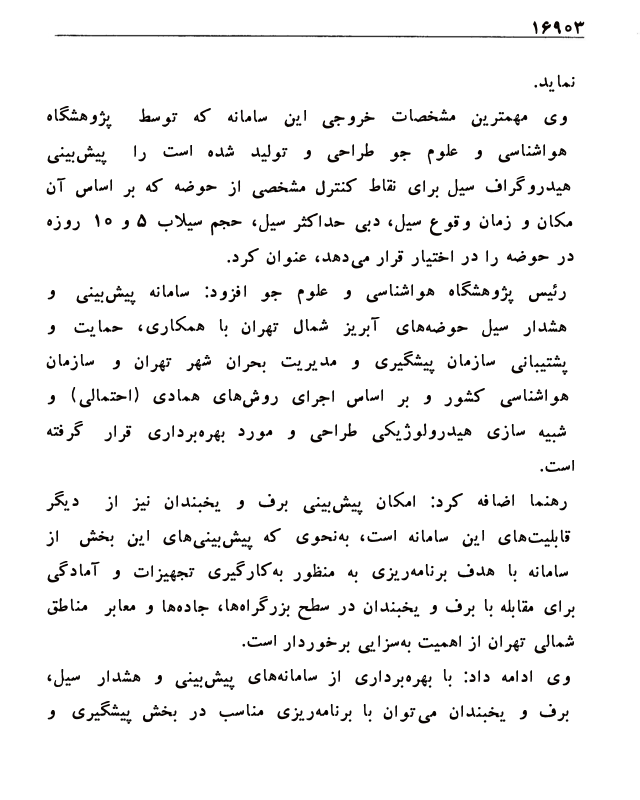 ۱۶۹۰۳
نماید.
وی مهمترین مشخصات خروجی این سامانه که توسط پژوهشگاه
هواشناسی و علوم جو طراحی و تولید شده است را پیش‌بینی
هیدروگراف سیل برای نقاط کنترل مشخصی از حوضه که بر اساس آن
مکان و زمان وقوع سیل، دبی حداکثر سیل، حجم سیلاب ۵ و ۱۰ روزه
در حوضه را در اختیار قرار می‌دهد، عنوان کرد.
رئیس پژوهشگاه هواشناسی و علوم جو افزود: سامانه پیش‌بینی و
هشدار سیل حوضه‌های آبریز شمال تهران با همکاری، حمایت و
پشتیبانی سازمان پیشگیری و مدیریت بحران شهر تهران و سازمان
هواشناسی کشور و بر اساس اجرای روش‌های همادی (احتمالی) و
شبیه سازی هیدرولوژیکی طراحی و مورد بهره‌برداری قرار گرفته
است.
رهنما اضافه کرد: امکان پیش‌بینی برف و یخبندان نیز از دیگر
قابلیت‌های این سامانه است، به‌نحوی که پیش‌بینی‌های این بخش از
سامانه با هدف برنامه‌ریزی به منظور به‌کارگیری تجهیزات و آمادگی
برای مقابله با برف و یخبندان در سطح بزرگراه‌ها، جاده‌ها و معابر مناطق
شمالی تهران از اهمیت به‌سزایی برخوردار است.
وی ادامه داد: با بهره‌برداری از سامانه‌های پیش‌بینی و هشدار سیل،
برف و یخبندان می‌توان با برنامه‌ریزی مناسب در بخش پیشگیری و